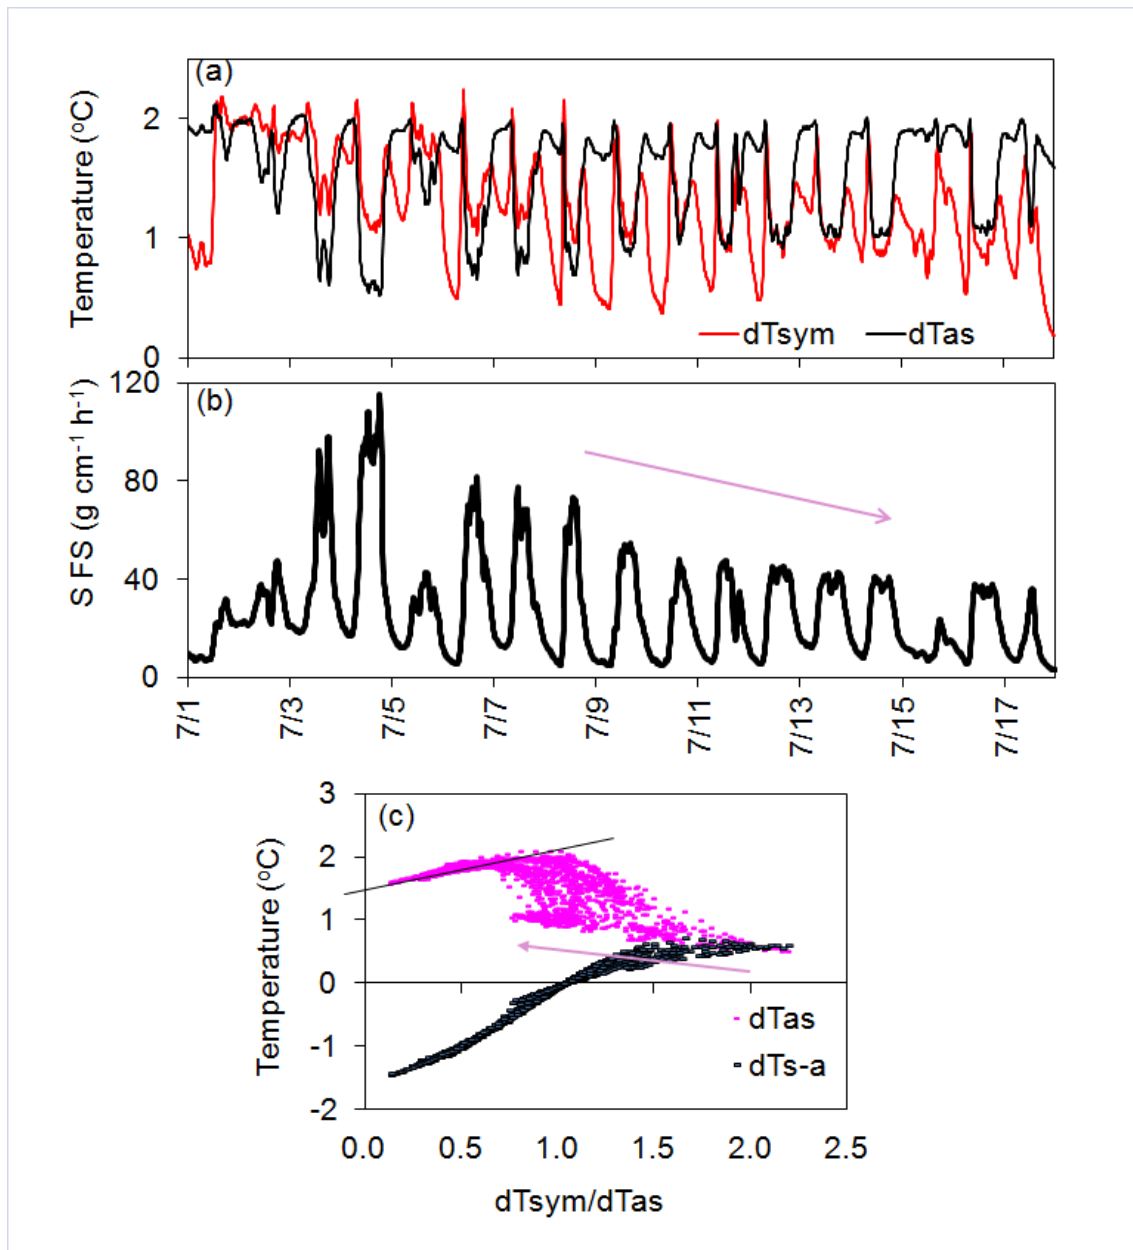 (a)
Temperature (°C)
2
1
0
dTsym dTas
(b)
SFS (g cm⁻¹ h⁻¹)
120
80
40
0
7/1 7/3 7/5 7/7 7/9 7/11 7/13 7/15 7/17
(c)
Temperature (°C)
3
2
1
0
-1
-2
dTas
dTs-a
0.0 0.5 1.0 1.5 2.0 2.5
dTsym/dTas